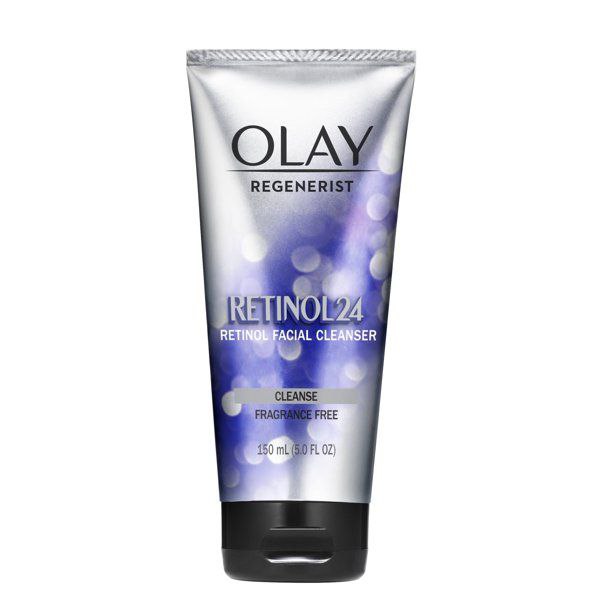 OLAY
REGENERIST
RETINOL24
RETINOL FACIAL CLEANSER
CLEANSE
FRAGRANCE FREE
150 mL (5.0 FL OZ)